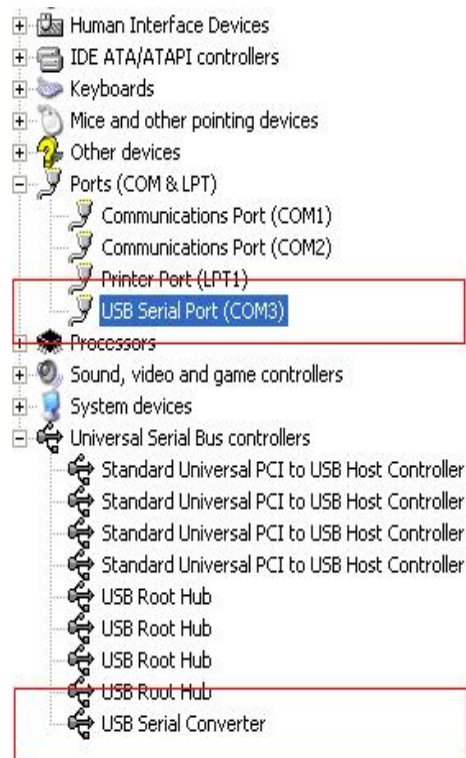 Human Interface Devices
IDE ATA/ATAPI controllers
Keyboards
Mice and other pointing devices
Other devices
Ports (COM & LPT)
Communications Port (COM1)
Communications Port (COM2)
Printer Port (LPT1)
USB Serial Port (COM3)
Processors
Sound, video and game controllers
System devices
Universal Serial Bus controllers
Standard Universal PCI to USB Host Controller
Standard Universal PCI to USB Host Controller
Standard Universal PCI to USB Host Controller
Standard Universal PCI to USB Host Controller
USB Root Hub
USB Root Hub
USB Root Hub
USB Root Hub
USB Serial Converter